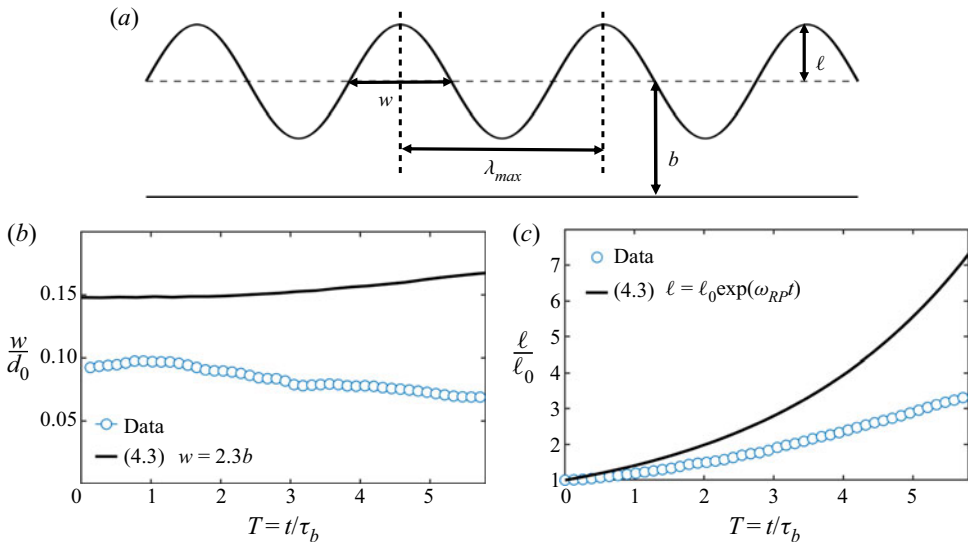 (a)
w
ℓ
λmax
b
(b)
0.15
0.10
0.05
w/d0
Data
(4.3) w = 2.3b
0 1 2 3 4 5
T = t/τb
(c)
7
6
5
4
3
2
1
ℓ/ℓ0
Data
(4.3) ℓ = ℓ0exp(ωRPt)
0 1 2 3 4 5
T = t/τb